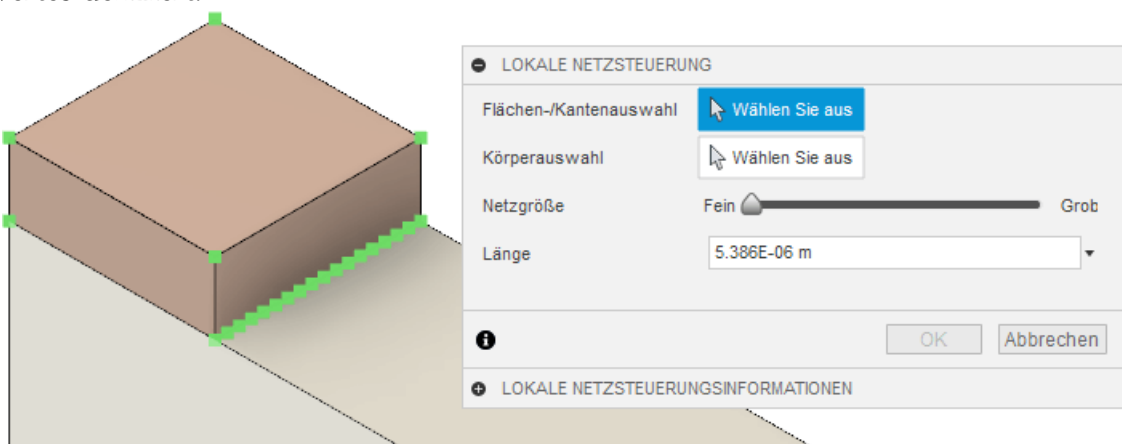 LOKALE NETZSTEUERUNG
Flächen-/Kantenauswahl Wählen Sie aus
Körperauswahl Wählen Sie aus
Netzgröße Fein Grob
Länge 5.386E-06 m
OK Abbrechen
LOKALE NETZSTEUERUNGSINFORMATIONEN